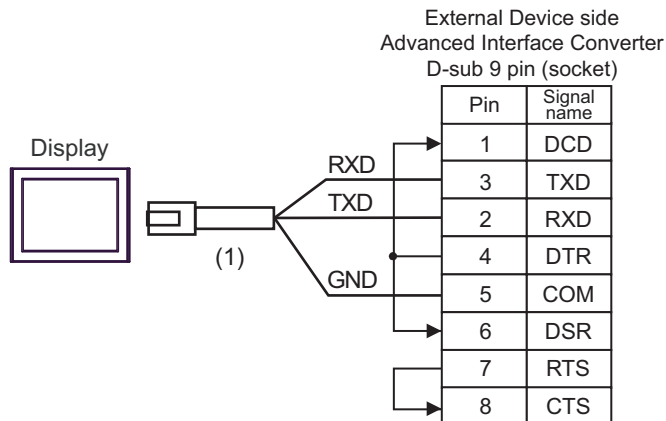 External Device side
Advanced Interface Converter
D-sub 9 pin (socket)
Pin Signal name
Display
1 DCD
RXD
3 TXD
TXD
2 RXD
(1)
4 DTR
GND
5 COM
6 DSR
7 RTS
8 CTS